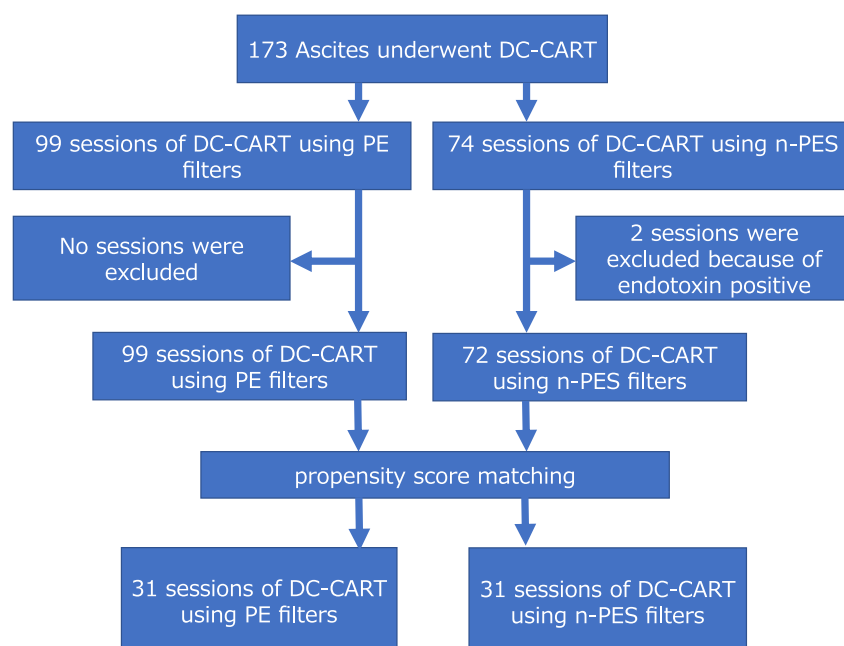 173 Ascites underwent DC-CART
99 sessions of DC-CART using PE
filters
74 sessions of DC-CART using n-PES
filters
No sessions were
excluded
2 sessions were
excluded because of
endotoxin positive
99 sessions of DC-CART
using PE filters
72 sessions of DC-CART
using n-PES filters
propensity score matching
31 sessions of DC-CART
using PE filters
31 sessions of DC-CART
using n-PES filters